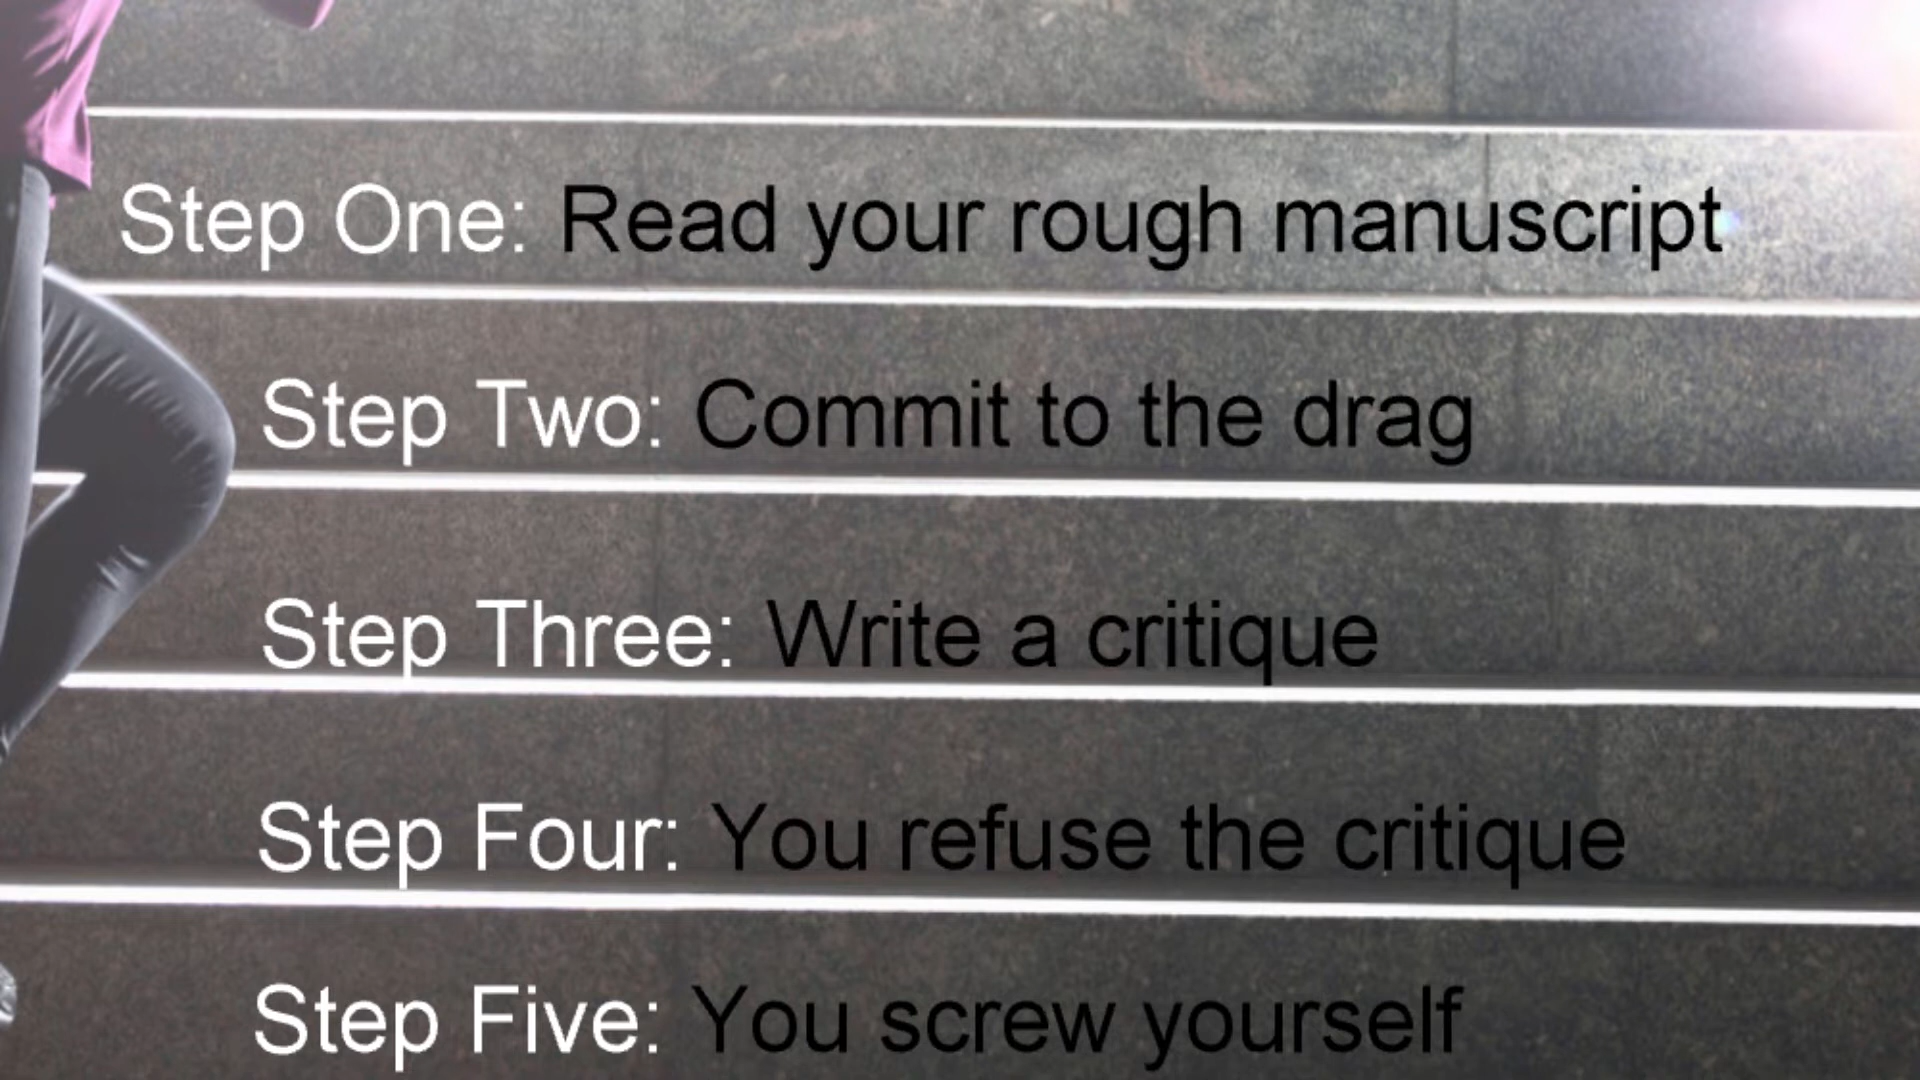 Step One: Read your rough manuscript
Step Two: Commit to the drag
Step Three: Write a critique
Step Four: You refuse the critique
Step Five: You screw yourself